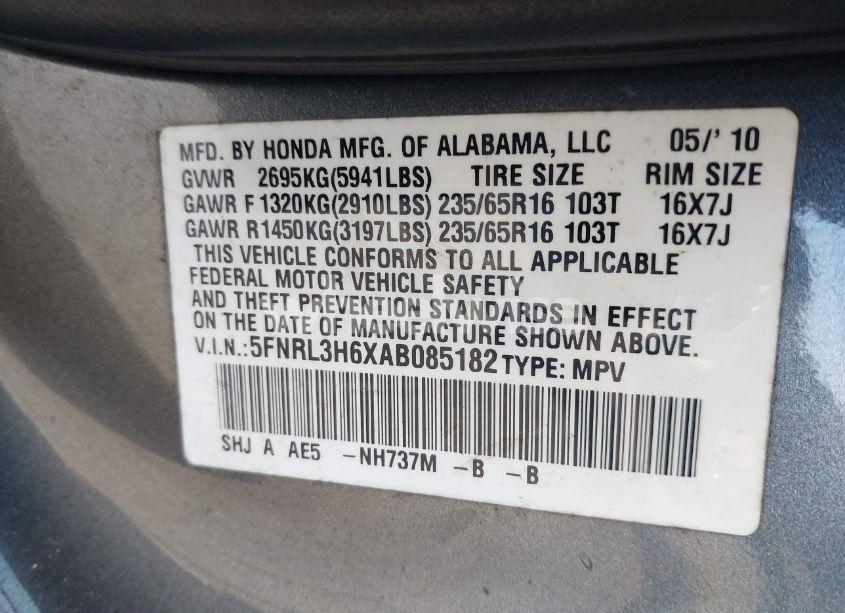 MFD. BY HONDA MFG. OF ALABAMA, LLC 05/' 10
GVWR 2695KG(5941LBS) TIRE SIZE RIM SIZE
GAWR F 1320KG(2910LBS) 235/65R16 103T 16X7J
GAWR R1450KG(3197LBS) 235/65R16 103T 16X7J
THIS VEHICLE CONFORMS TO ALL APPLICABLE
FEDERAL MOTOR VEHICLE SAFETY
AND THEFT PREVENTION STANDARDS IN EFFECT
ON THE DATE OF MANUFACTURE SHOWN ABOVE.
V.I.N.:5FNRL3H6XAB085182 TYPE: MPV
SHJ A AE5 -NH737M -B -B